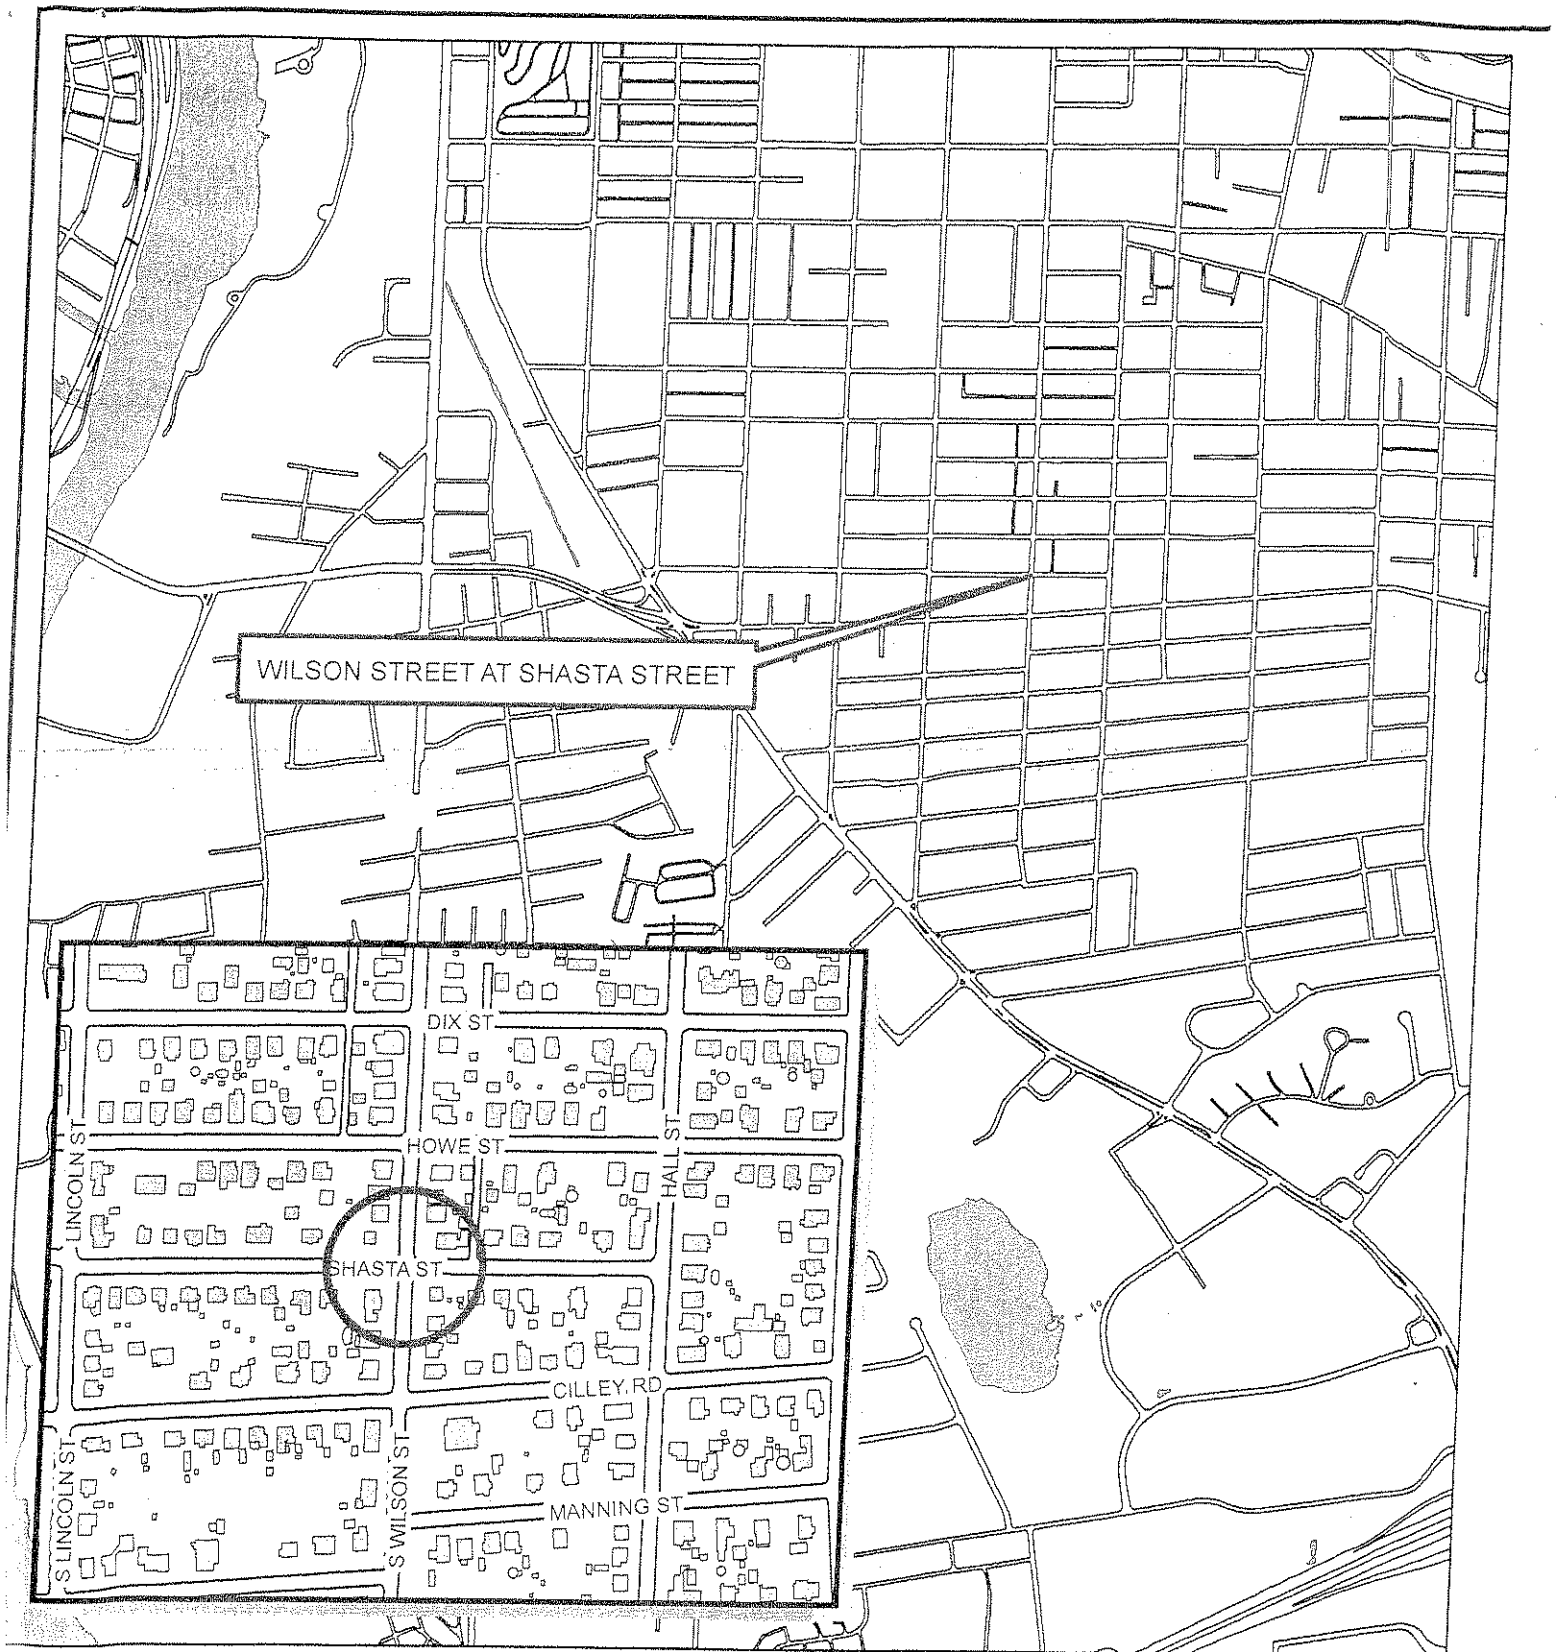 WILSON STREET AT SHASTA STREET
DIX ST
LINCOLN ST
HOWE ST
HALL ST
SHASTA ST
CILLEY RD
S LINCOLN ST
S WILSON ST
MANNING ST